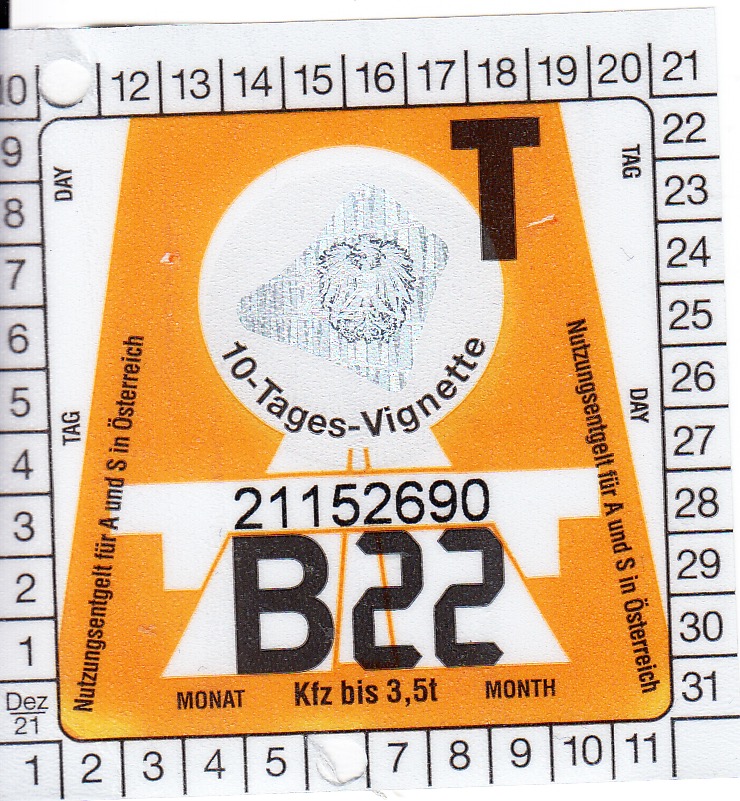 10 12 13 14 15 16 17 18 19 20 21
22
23
24
25
26
27
28
29
30
31
9
8
7
6
5
4
3
2
1
Dez
21
1 2 3 4 5 7 8 9 10 11
DAY
TAG
TAG
DAY
T
10-Tages-Vignette
Nutzungsentgelt für A und S in Österreich
Nutzungsentgelt für A und S in Österreich
21152690
B22
MONAT Kfz bis 3,5t MONTH